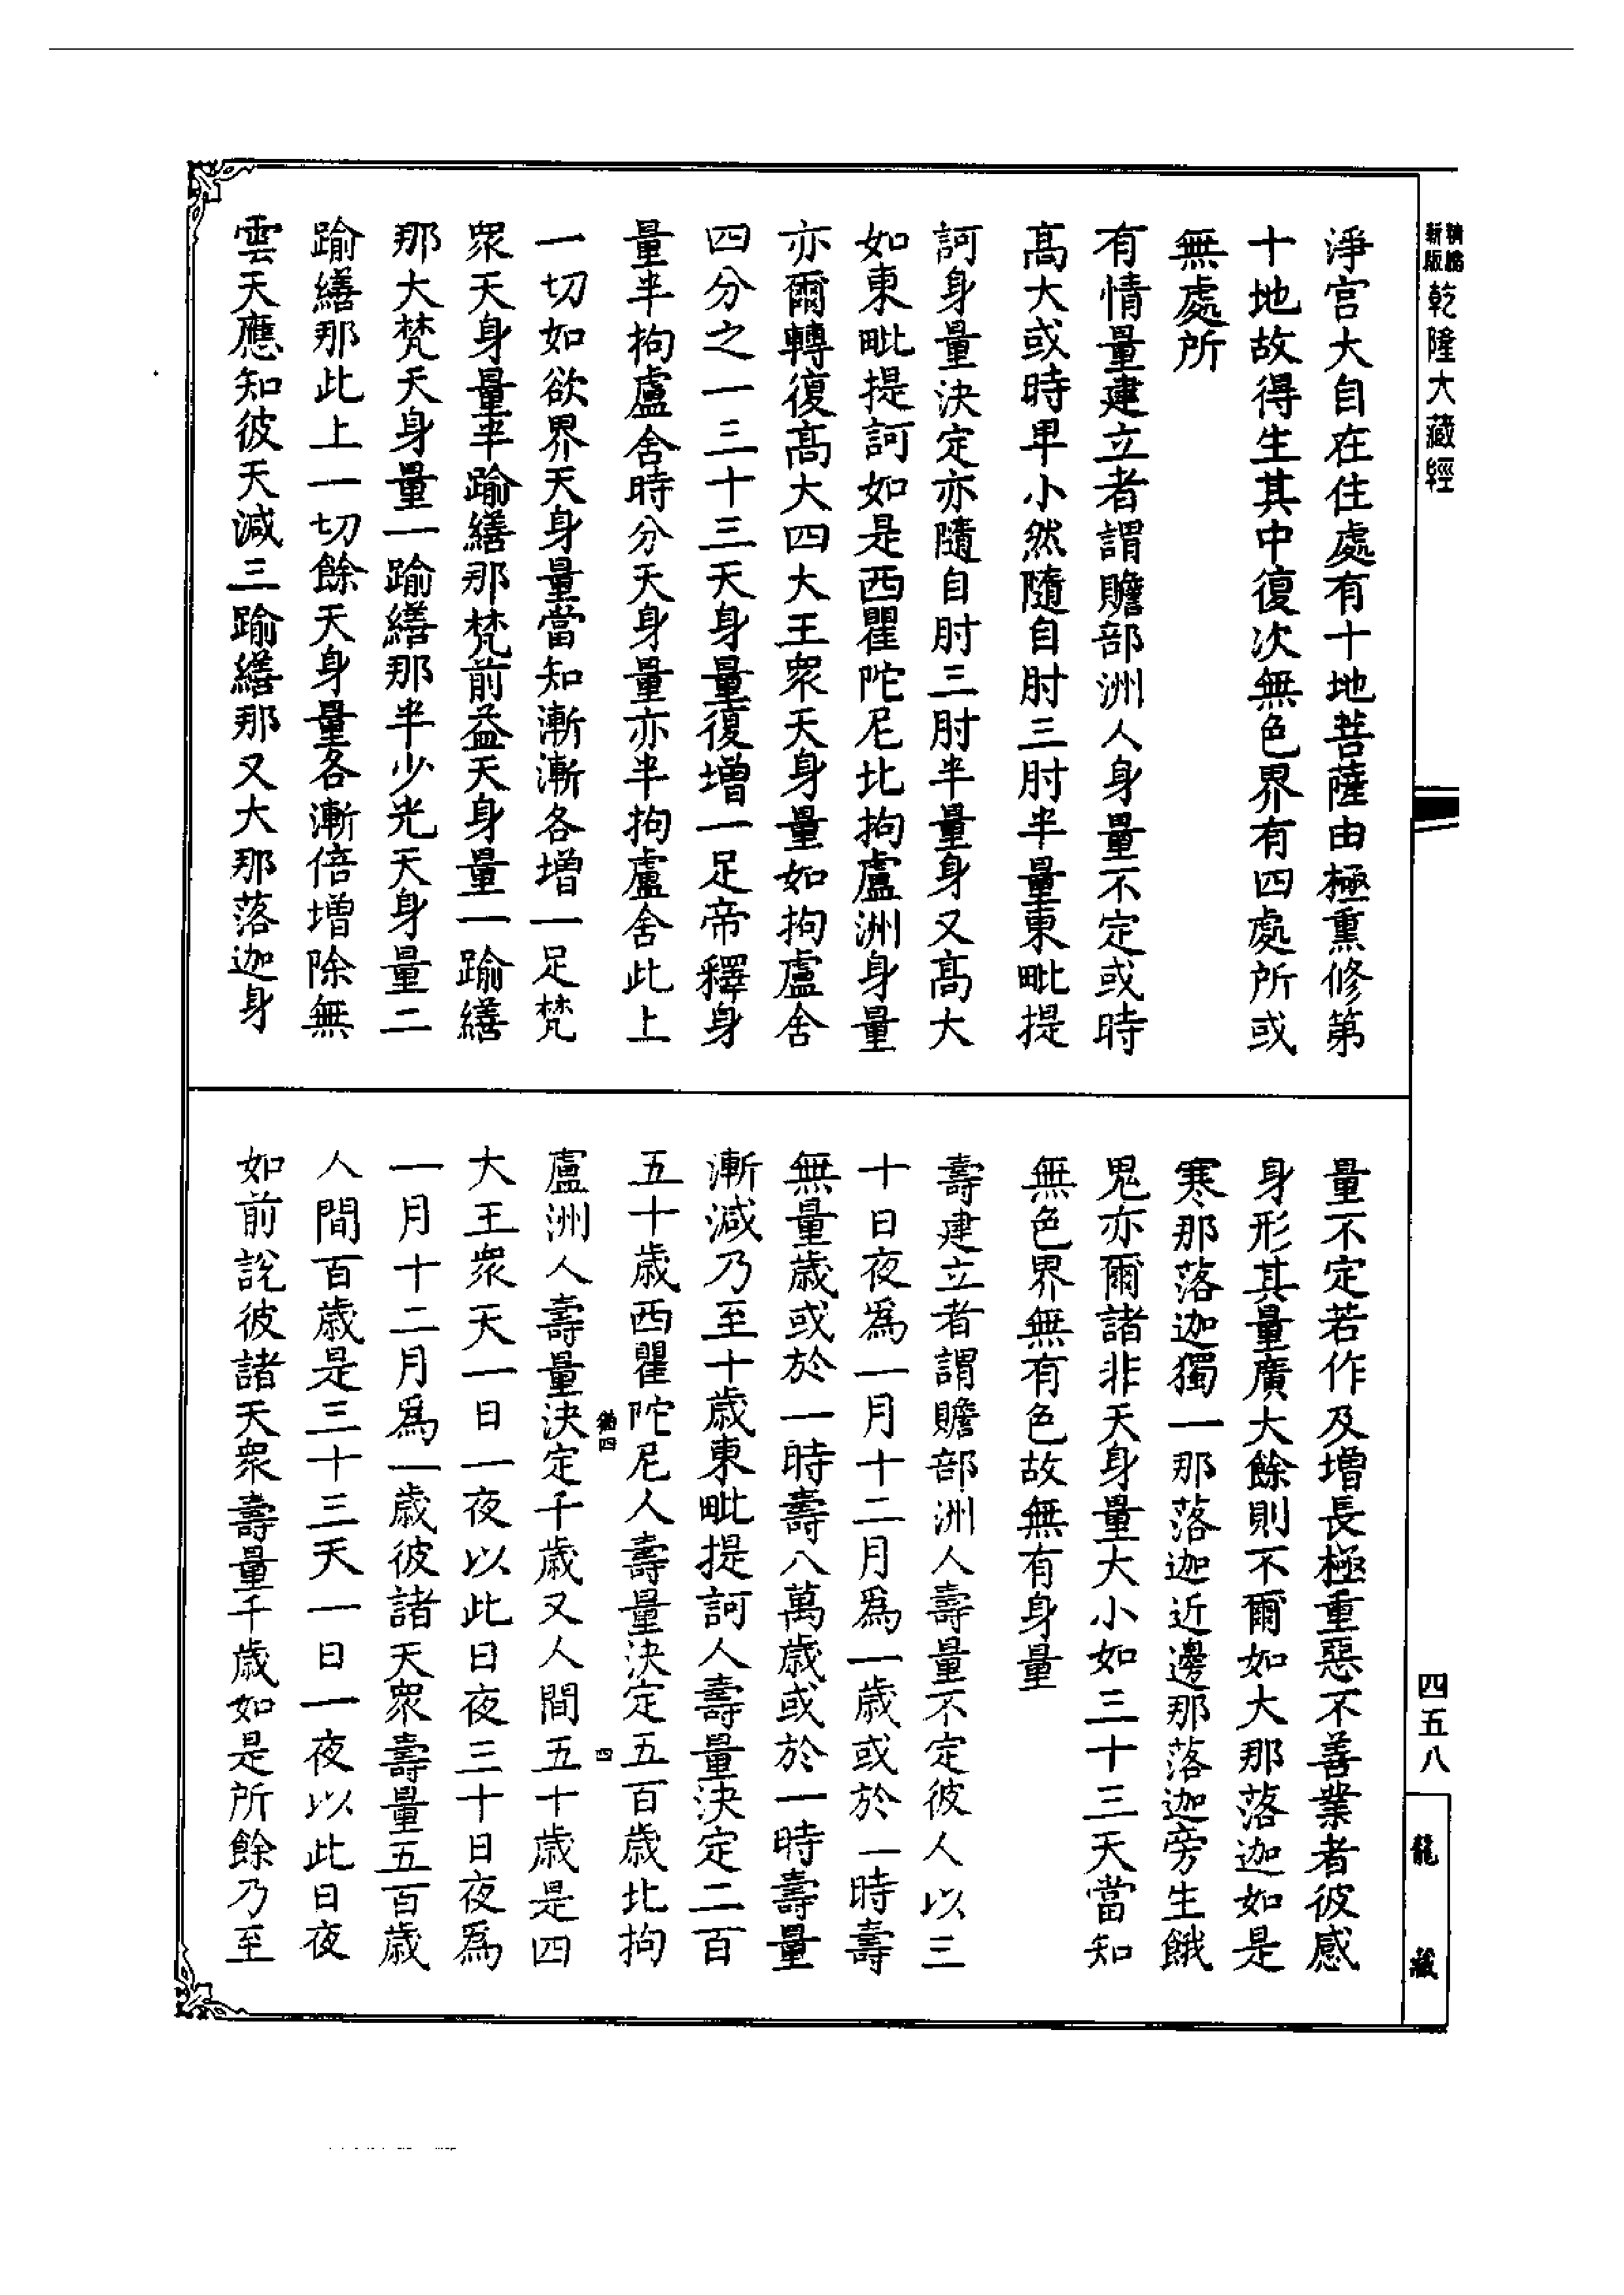 精縮新版乾隆大藏經
淨宮大自在住處有十地菩薩由極熏修第
十地故得生其中復次無色界有四處所或
無處所
有情量建立者謂贍部洲人身量不定或時
高大或時卑小然隨自肘三肘半量東毗提
訶身量決定亦隨自肘三肘半量身又高大
如東毗提訶如是西瞿陀尼北拘盧洲身量
亦爾轉復高大四大王衆天身量如拘盧舍
四分之一三十三天身量復增一足帝釋身
量半拘盧舍時分天身量亦半拘盧舍此上
一切如欲界天身量當知漸漸各增一足梵
衆天身量半踰繕那梵前益天身量一踰繕
那大梵天身量一踰繕那半少光天身量二
踰繕那此上一切餘天身量各漸倍增除無
雲天應知彼天減三踰繕那又大那落迦身
量不定若作及增長極重惡不善業者彼感
身形其量廣大餘則不爾如大那落迦如是
寒那落迦獨一那落迦近邊那落迦旁生餓
鬼亦爾諸非天身量大小如三十三天當知
無色界無有色故無有身量
壽建立者謂贍部洲人壽量不定彼人以三
十日夜爲一月十二月爲一歲或於一時壽
無量歲或於一時壽八萬歲或於一時壽量
漸減乃至十歲東毗提訶人壽量決定二百
五十歲西瞿陀尼人壽量決定五百歲北拘
盧洲人壽量決定千歲又人間五十歲是四
大王衆天一日一夜以此日夜三十日夜爲
一月十二月爲一歲彼諸天衆壽量五百歲
人間百歲是三十三天一日一夜以此日夜
如前說彼諸天衆壽量千歲如是所餘乃至
四五八
龍藏